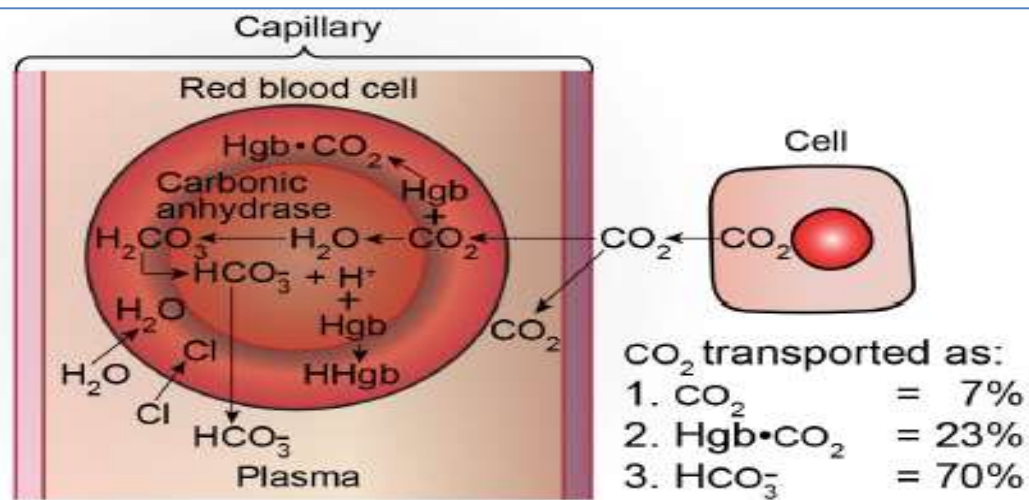 Capillary
Red blood cell
Hgb•CO₂
Hgb
+
Carbonic
anhydrase
H₂CO₃ H₂O CO₂ CO₂ CO₂
HCO₃⁻ + H⁺
+
Hgb
HHgb
H₂O
H₂O
Cl
Cl
HCO₃⁻
Plasma
CO₂
Cell
CO₂ transported as:
1. CO₂ = 7%
2. Hgb•CO₂ = 23%
3. HCO₃⁻ = 70%